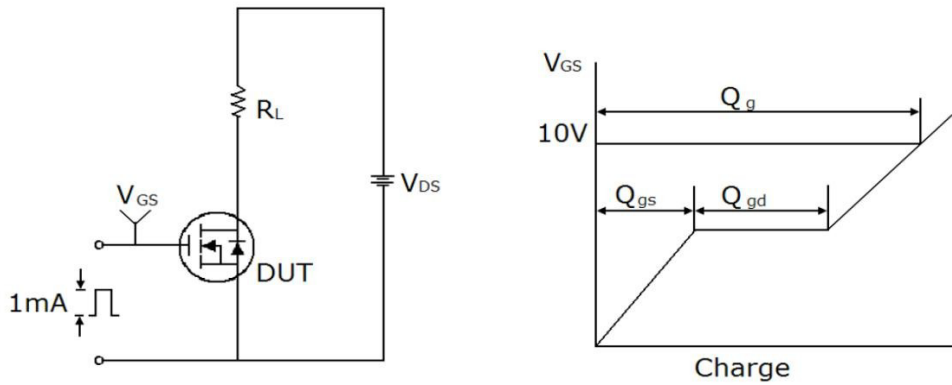 R_L
V_DS
V_GS
DUT
1mA
V_GS
Q_g
10V
Q_gs
Q_gd
Charge